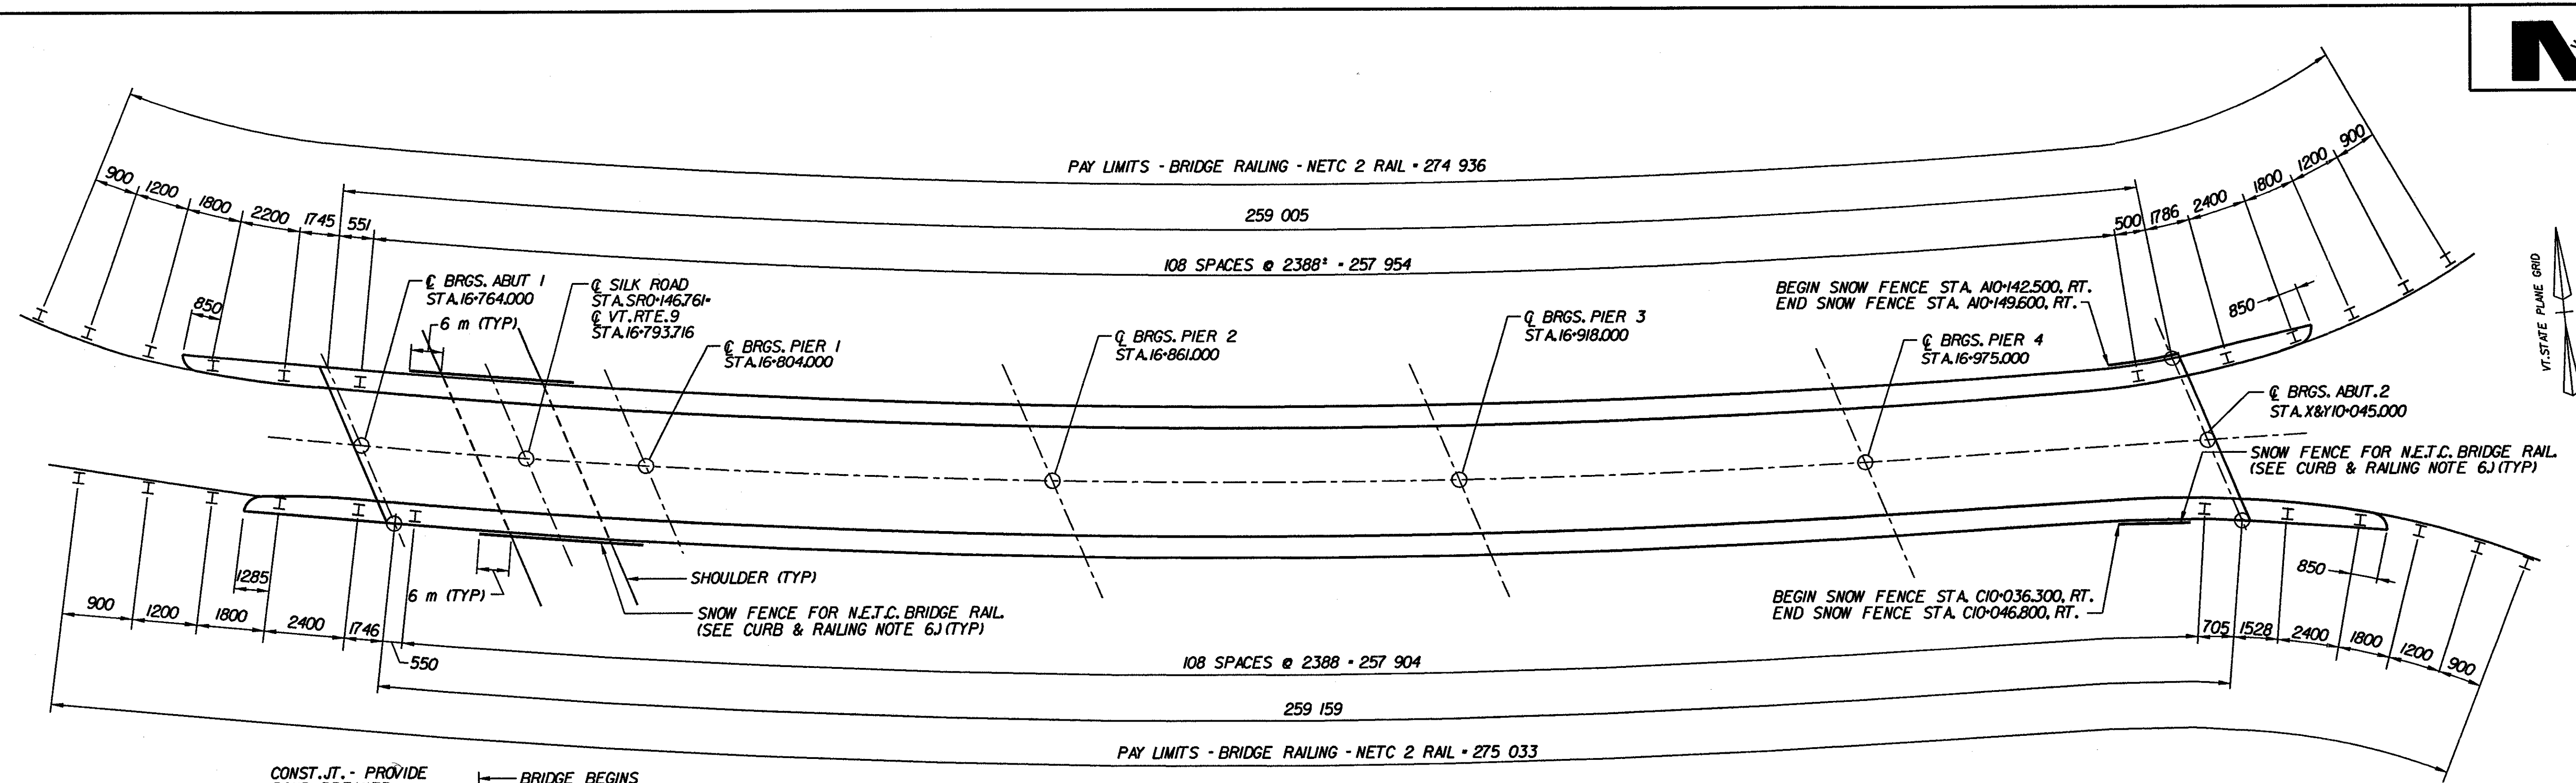 N
PAY LIMITS - BRIDGE RAILING - NETC 2 RAIL = 274 936
900
1200
1800
2200
1745
551
259 005
500
1786
2400
1800
1200
900
108 SPACES @ 2388± = 257 954
℄ BRGS. ABUT 1
STA. 16+764.000
℄ SILK ROAD
STA. SR0+146.761=
℄ VT. RTE. 9
STA. 16+793.716
850
6 m (TYP)
℄ BRGS. PIER 1
STA. 16+804.000
℄ BRGS. PIER 2
STA. 16+861.000
℄ BRGS. PIER 3
STA. 16+918.000
BEGIN SNOW FENCE STA. A10+142.500, RT.
END SNOW FENCE STA. A10+149.600, RT.
850
℄ BRGS. PIER 4
STA. 16+975.000
VT. STATE PLANE GRID
℄ BRGS. ABUT. 2
STA. X&Y10+045.000
SNOW FENCE FOR N.E.T.C. BRIDGE RAIL.
(SEE CURB & RAILING NOTE 6.) (TYP)
1285
6 m (TYP)
SHOULDER (TYP)
SNOW FENCE FOR N.E.T.C. BRIDGE RAIL.
(SEE CURB & RAILING NOTE 6.) (TYP)
BEGIN SNOW FENCE STA. C10+036.300, RT.
END SNOW FENCE STA. C10+046.800, RT.
850
900
1200
1800
2400
1746
550
108 SPACES @ 2388 = 257 904
705
1528
2400
1800
1200
900
259 159
PAY LIMITS - BRIDGE RAILING - NETC 2 RAIL = 275 033
CONST. JT. - PROVIDE
BRIDGE BEGINS